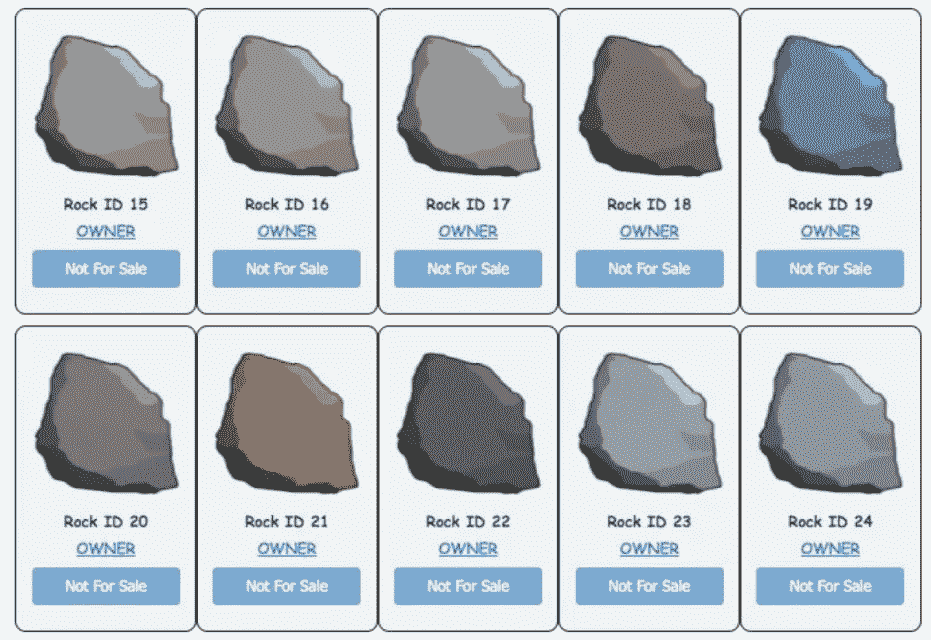 Rock ID 15
OWNER
Not For Sale
Rock ID 16
OWNER
Not For Sale
Rock ID 17
OWNER
Not For Sale
Rock ID 18
OWNER
Not For Sale
Rock ID 19
OWNER
Not For Sale
Rock ID 20
OWNER
Not For Sale
Rock ID 21
OWNER
Not For Sale
Rock ID 22
OWNER
Not For Sale
Rock ID 23
OWNER
Not For Sale
Rock ID 24
OWNER
Not For Sale